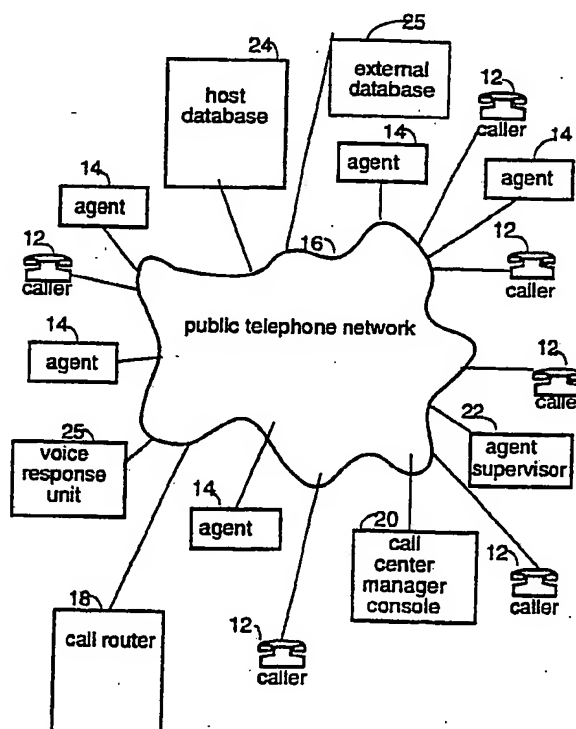 24
host
database
25
external
database
12
caller
14
agent
14
agent
14
agent
12
caller
16
12
caller
public telephone network
14
agent
12
caller
25
voice
response
unit
22
agent
supervisor
14
agent
20
call
center
manager
console
12
caller
18
call router
12
caller